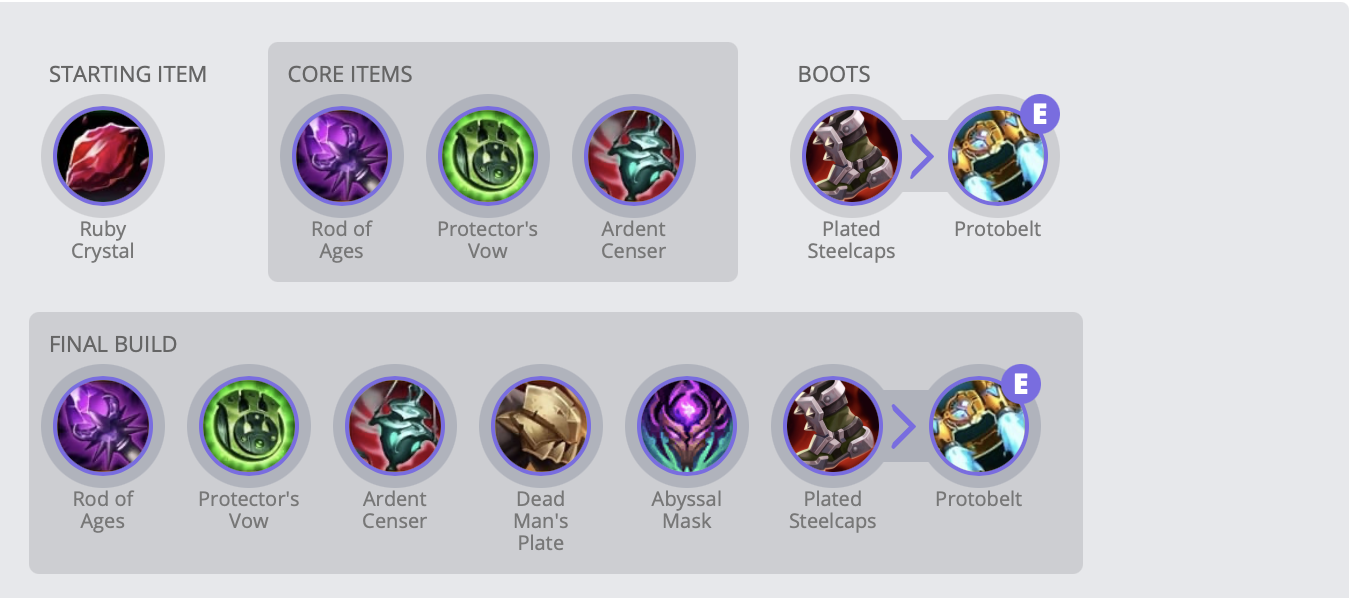 STARTING ITEM
Ruby
Crystal
CORE ITEMS
Rod of
Ages
Protector's
Vow
Ardent
Censer
BOOTS
Plated
Steelcaps
E
Protobelt
FINAL BUILD
Rod of
Ages
Protector's
Vow
Ardent
Censer
Dead
Man's
Plate
Abyssal
Mask
Plated
Steelcaps
E
Protobelt